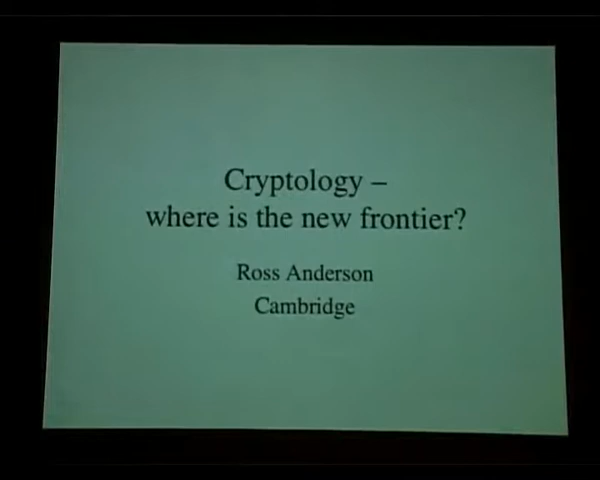 Cryptology –
where is the new frontier?
Ross Anderson
Cambridge